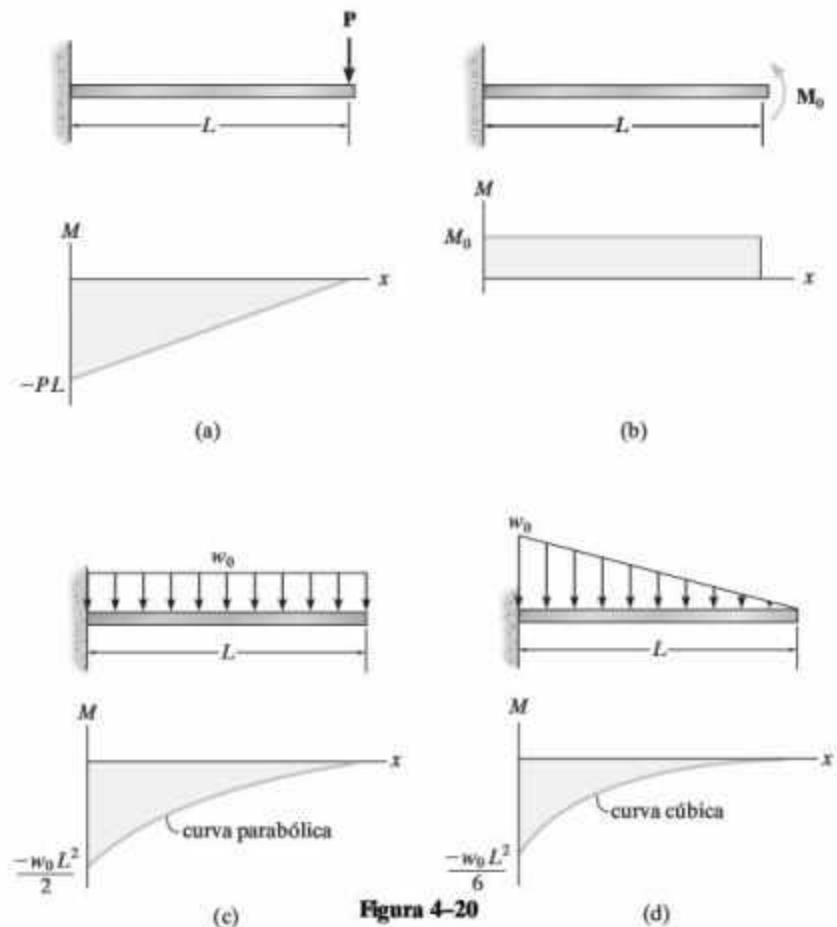 P
L
M
x
−PL
(a)
M₀
L
M
M₀
x
(b)
w₀
L
M
x
curva parabólica
−w₀L²
2
(c)
w₀
L
M
x
curva cúbica
−w₀L²
6
(d)
Figura 4–20